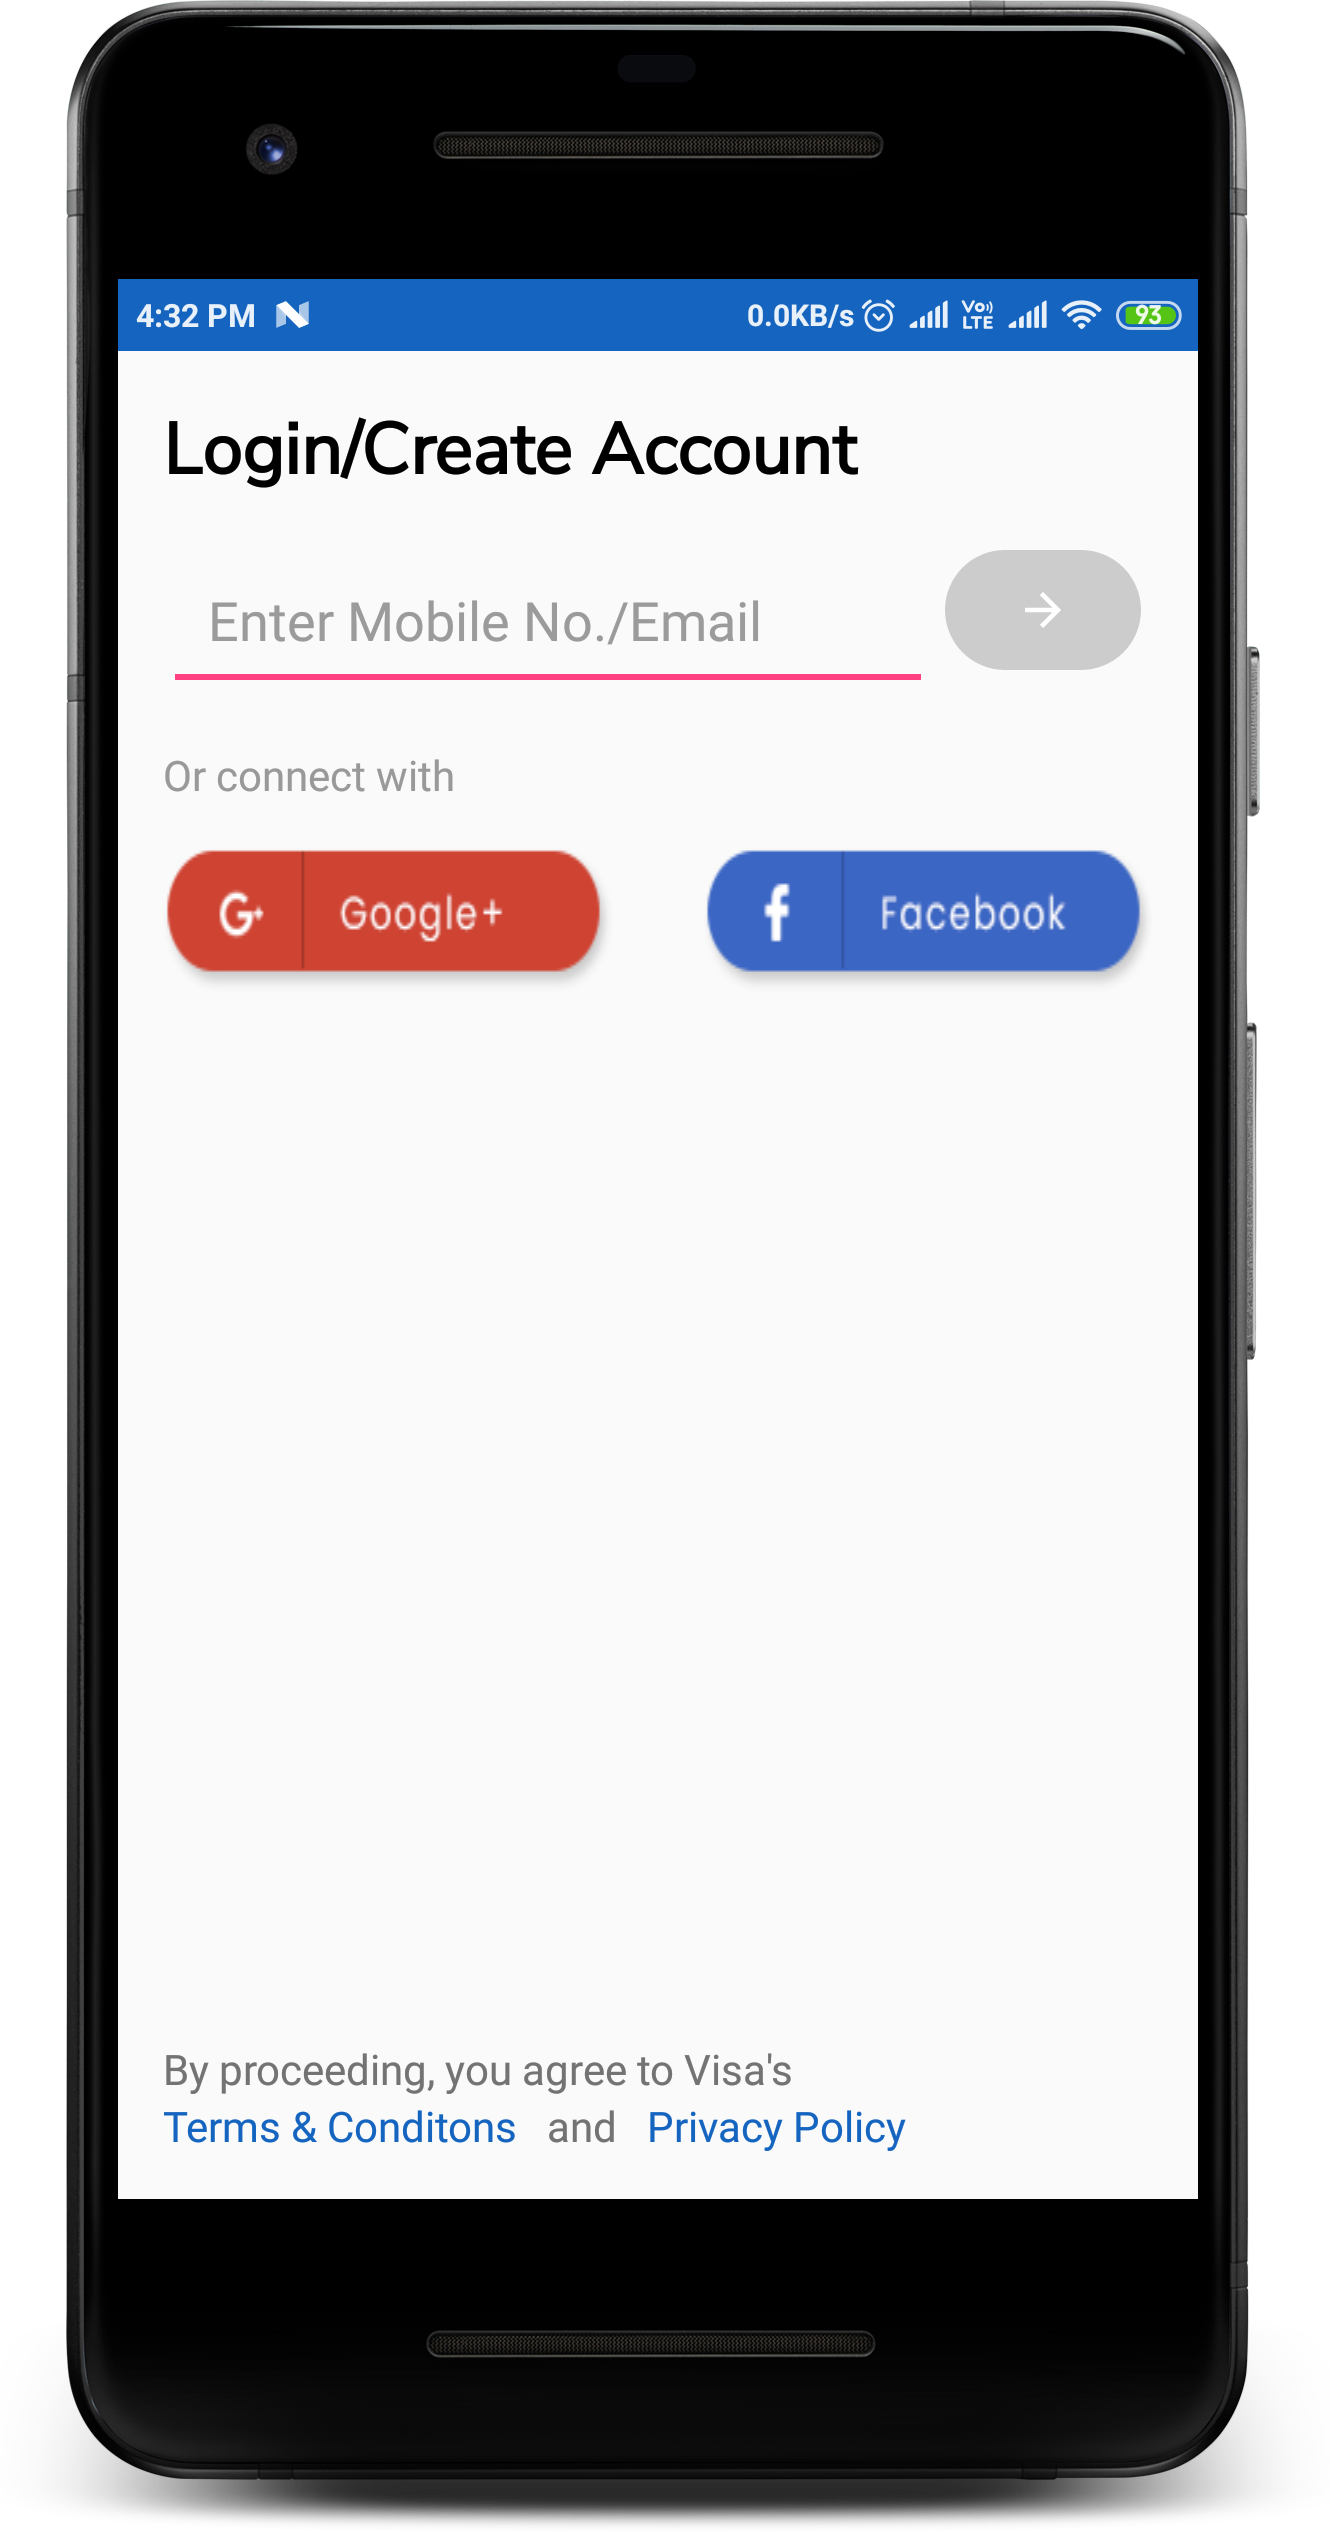 4:32 PM 0.0KB/s Vo) LTE 93
Login/Create Account
Enter Mobile No./Email
Or connect with
G+ Google+ f Facebook
By proceeding, you agree to Visa's
Terms & Conditons and Privacy Policy